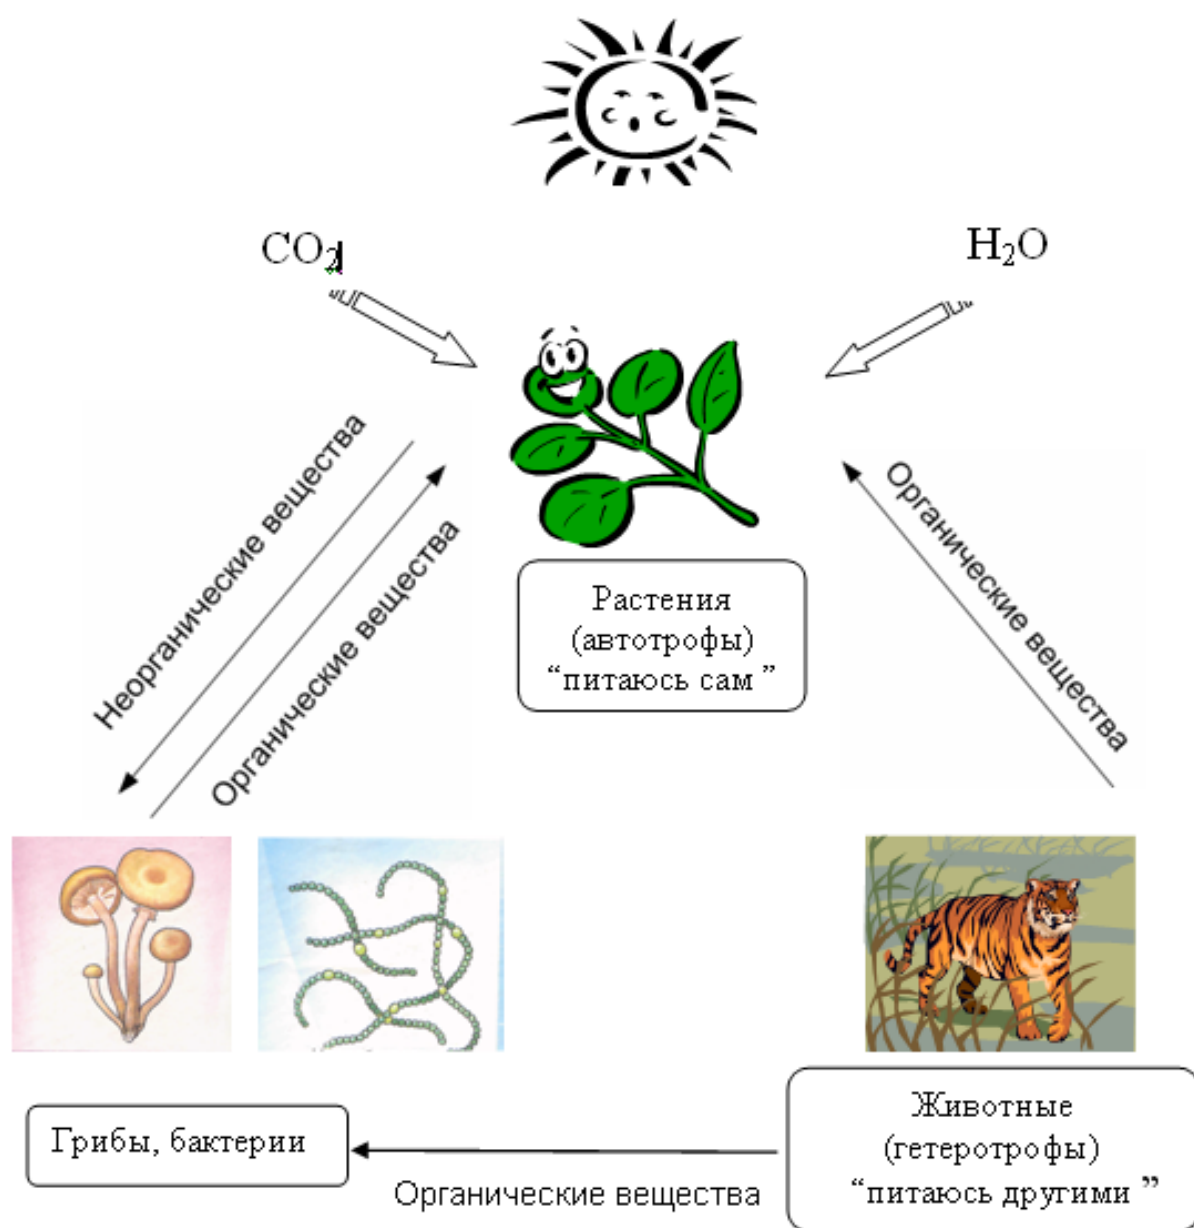 CO₂
H₂O
Неорганические вещества
Органические вещества
Органические вещества
Растения
(автотрофы)
“питаюсь сам ”
Грибы, бактерии
Органические вещества
Животные
(гетеротрофы)
“питаюсь другими ”